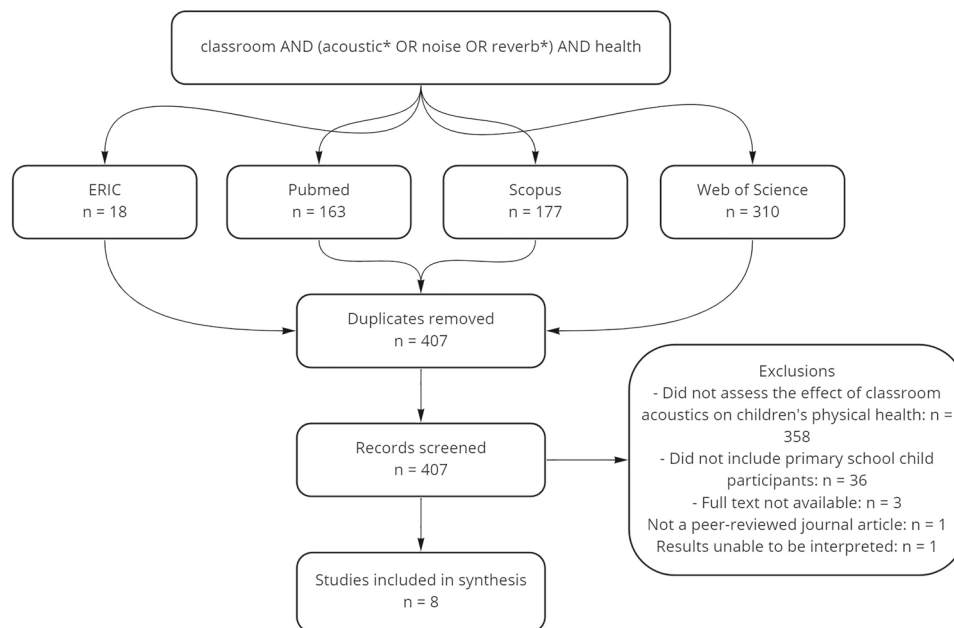 classroom AND (acoustic* OR noise OR reverb*) AND health
ERIC
n = 18
Pubmed
n = 163
Scopus
n = 177
Web of Science
n = 310
Duplicates removed
n = 407
Records screened
n = 407
Exclusions
- Did not assess the effect of classroom
acoustics on children's physical health: n =
358
- Did not include primary school child
participants: n = 36
- Full text not available: n = 3
Not a peer-reviewed journal article: n = 1
Results unable to be interpreted: n = 1
Studies included in synthesis
n = 8